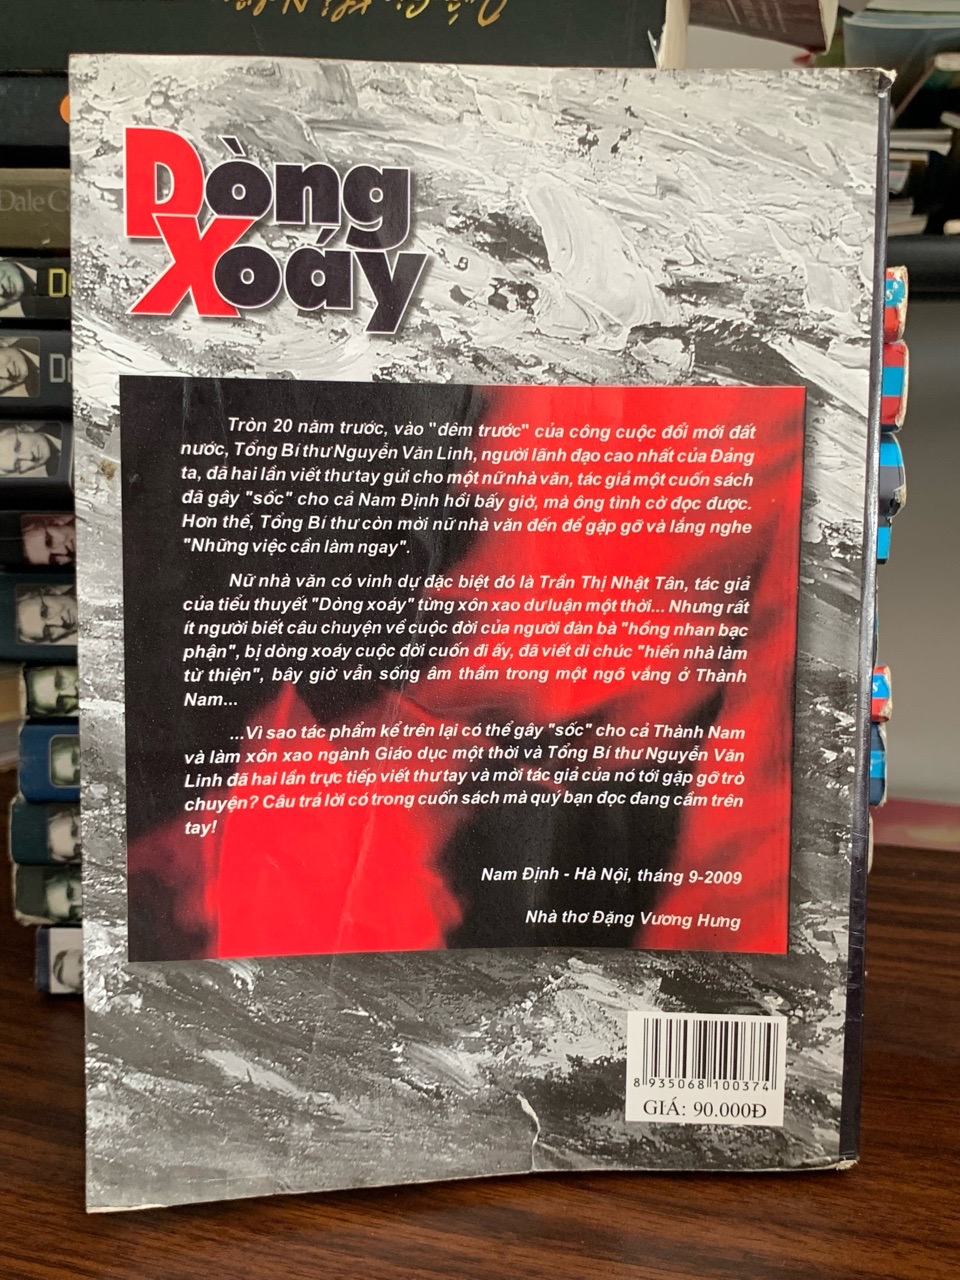 Dale Ca
Dòng
Xoáy
Tròn 20 năm trước, vào "đêm trước" của công cuộc đổi mới đất
nước, Tổng Bí thư Nguyễn Văn Linh, người lãnh đạo cao nhất của Đảng
ta, đã hai lần viết thư tay gửi cho một nữ nhà văn, tác giả một cuốn sách
đã gây "sốc" cho cả Nam Định hồi bấy giờ, mà ông tình cờ đọc được.
Hơn thế, Tổng Bí thư còn mời nữ nhà văn đến để gặp gỡ và lắng nghe
"Những việc cần làm ngay".
Nữ nhà văn có vinh dự đặc biệt đó là Trần Thị Nhật Tân, tác giả
của tiểu thuyết "Dòng xoáy" từng xôn xao dư luận một thời... Nhưng rất
ít người biết câu chuyện về cuộc đời của người đàn bà "hồng nhan bạc
phận", bị dòng xoáy cuộc đời cuốn đi ấy, đã viết di chúc "hiến nhà làm
từ thiện", bây giờ vẫn sống âm thầm trong một ngõ vắng ở Thành
Nam...
...Vì sao tác phẩm kể trên lại có thể gây "sốc" cho cả Thành Nam
và làm xôn xao ngành Giáo dục một thời và Tổng Bí thư Nguyễn Văn
Linh đã hai lần trực tiếp viết thư tay và mời tác giả của nó tới gặp gỡ trò
chuyện? Câu trả lời có trong cuốn sách mà quý bạn đọc đang cầm trên
tay!
Nam Định - Hà Nội, tháng 9-2009
Nhà thơ Đặng Vương Hưng
8 935068 100374
GIÁ: 90.000Đ